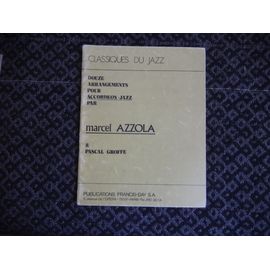 CLASSIQUES DU JAZZ
DOUZE
ARRANGEMENTS
POUR
ACCORDEON-JAZZ
PAR
marcel AZZOLA
&
PASCAL GROFFE
PUBLICATIONS FRANCIS-DAY S.A.